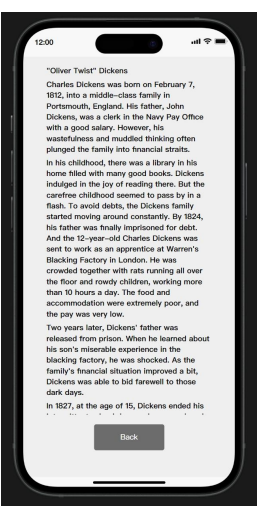 12:00
"Oliver Twist" Dickens
Charles Dickens was born on February 7,
1812, into a middle–class family in
Portsmouth, England. His father, John
Dickens, was a clerk in the Navy Pay Office
with a good salary. However, his
wastefulness and muddled thinking often
plunged the family into financial straits.
In his childhood, there was a library in his
home filled with many good books. Dickens
indulged in the joy of reading there. But the
carefree childhood seemed to pass by in a
flash. To avoid debts, the Dickens family
started moving around constantly. By 1824,
his father was finally imprisoned for debt.
And the 12–year–old Charles Dickens was
sent to work as an apprentice at Warren's
Blacking Factory in London. He was
crowded together with rats running all over
the floor and rowdy children, working more
than 10 hours a day. The food and
accommodation were extremely poor, and
the pay was very low.
Two years later, Dickens' father was
released from prison. When he learned about
his son's miserable experience in the
blacking factory, he was shocked. As the
family's financial situation improved a bit,
Dickens was able to bid farewell to those
dark days.
In 1827, at the age of 15, Dickens ended his
Back